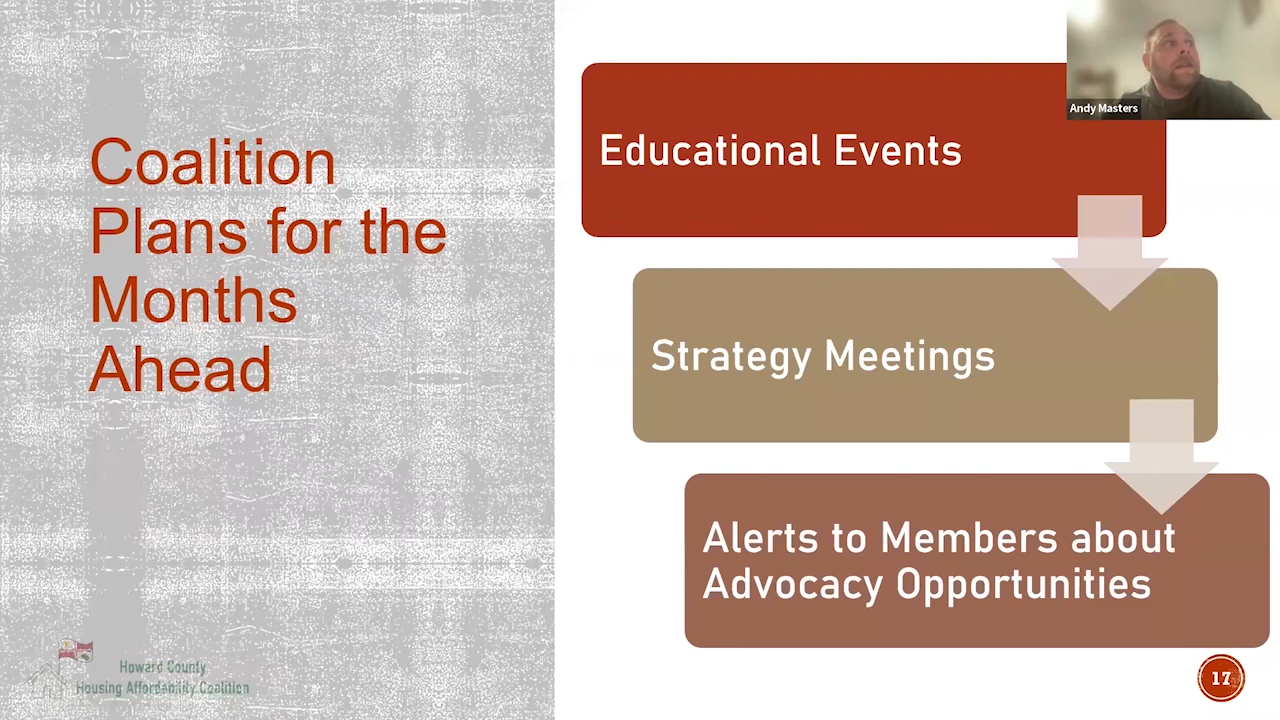 Coalition
Plans for the
Months
Ahead
Educational Events
Strategy Meetings
Alerts to Members about
Advocacy Opportunities
Andy Masters
Howard County
Housing Affordability Coalition
17